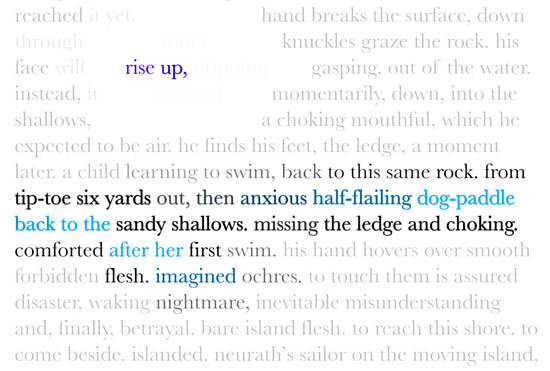 reached it yet. hand breaks the surface, down
through water knuckles graze the rock. his
face will rise up, dripping gasping, out of the water.
instead, it forward momentarily, down, into the
shallows, a choking mouthful, which he
expected to be air. he finds his feet, the ledge, a moment
later. a child learning to swim, back to this same rock. from
tip-toe six yards out, then anxious half-flailing dog-paddle
back to the sandy shallows. missing the ledge and choking.
comforted after her first swim. his hand hovers over smooth
forbidden flesh. imagined ochres. to touch them is assured
disaster, waking nightmare, inevitable misunderstanding
and, finally, betrayal. bare island flesh. to reach this shore. to
come beside. islanded. neurath's sailor on the moving island,